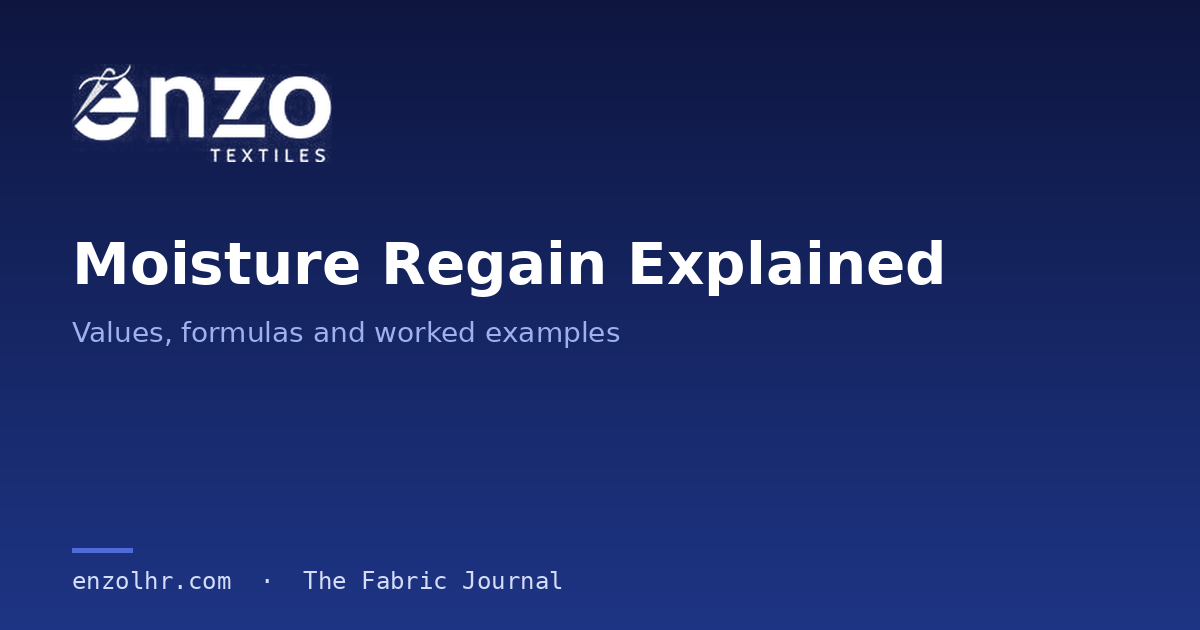 enzo
TEXTILES
Moisture Regain Explained
Values, formulas and worked examples
enzolhr.com · The Fabric Journal